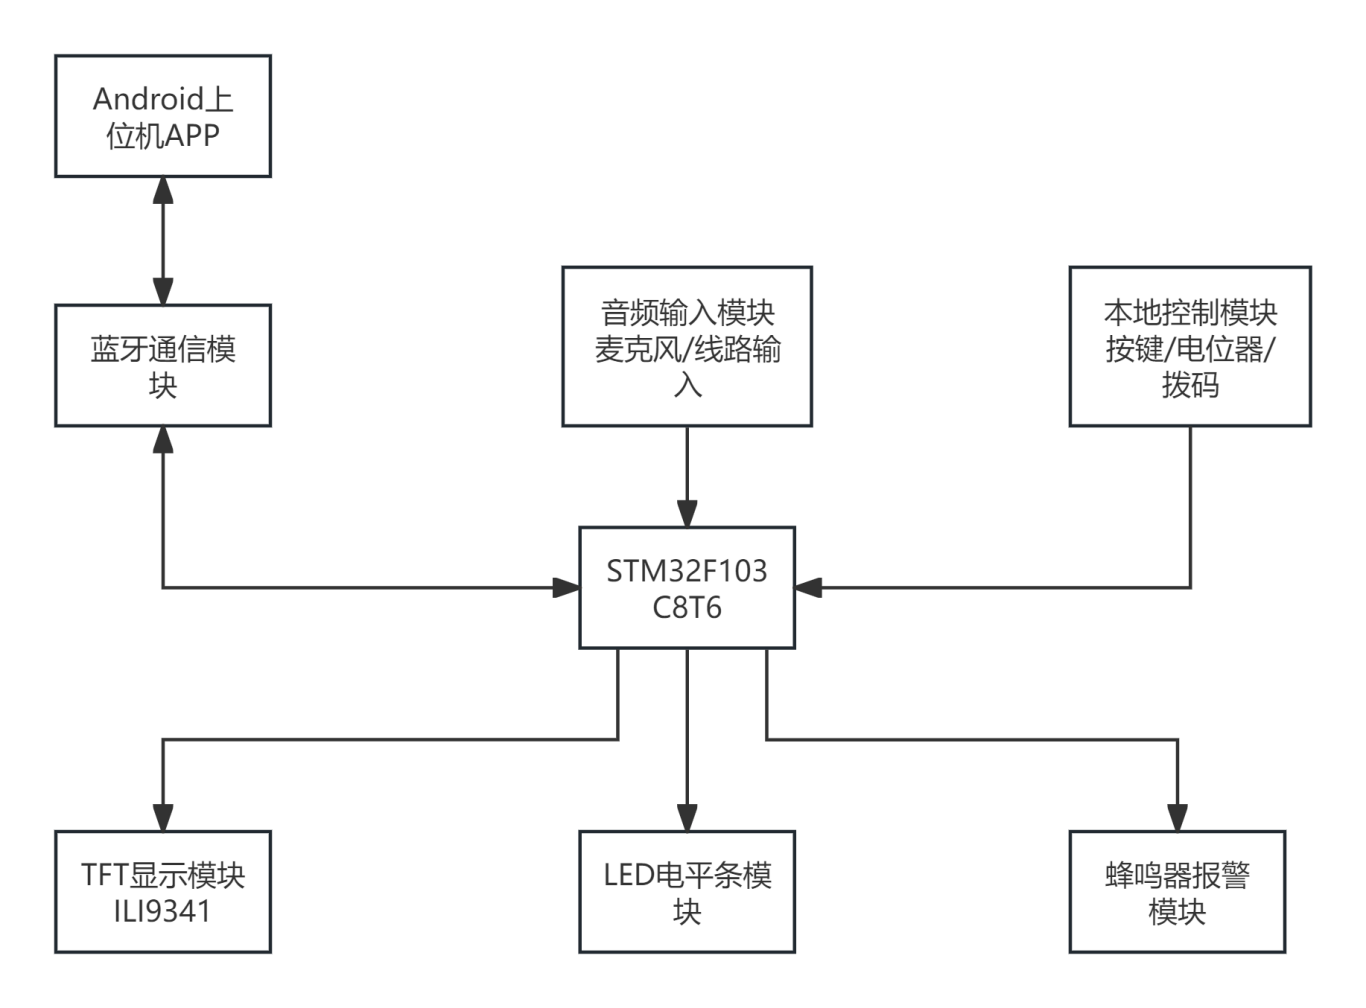 Android上
位机APP
蓝牙通信模
块
音频输入模块
麦克风/线路输
入
本地控制模块
按键/电位器/
拨码
STM32F103
C8T6
TFT显示模块
ILI9341
LED电平条模
块
蜂鸣器报警
模块